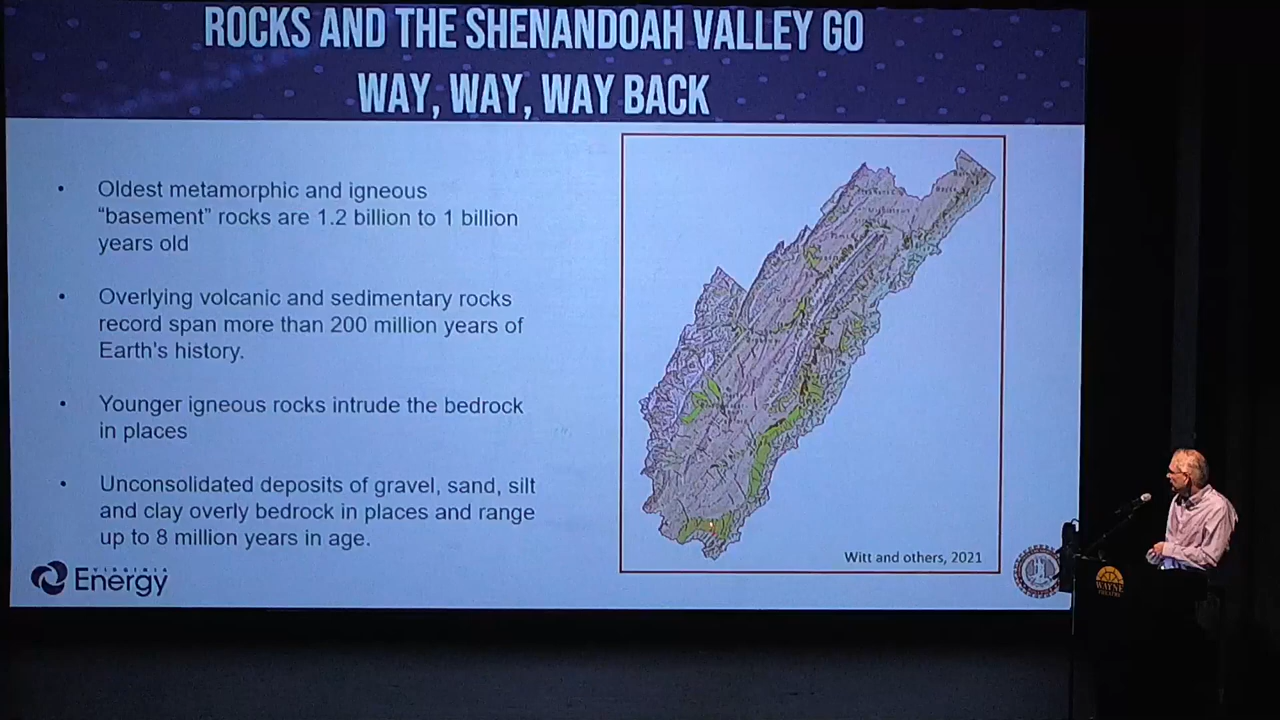 ROCKS AND THE SHENANDOAH VALLEY GO
WAY, WAY, WAY BACK
• Oldest metamorphic and igneous
“basement” rocks are 1.2 billion to 1 billion
years old
• Overlying volcanic and sedimentary rocks
record span more than 200 million years of
Earth's history.
• Younger igneous rocks intrude the bedrock
in places
• Unconsolidated deposits of gravel, sand, silt
and clay overly bedrock in places and range
up to 8 million years in age.
Witt and others, 2021
VIRGINIA
Energy
WAYNE
THEATRE